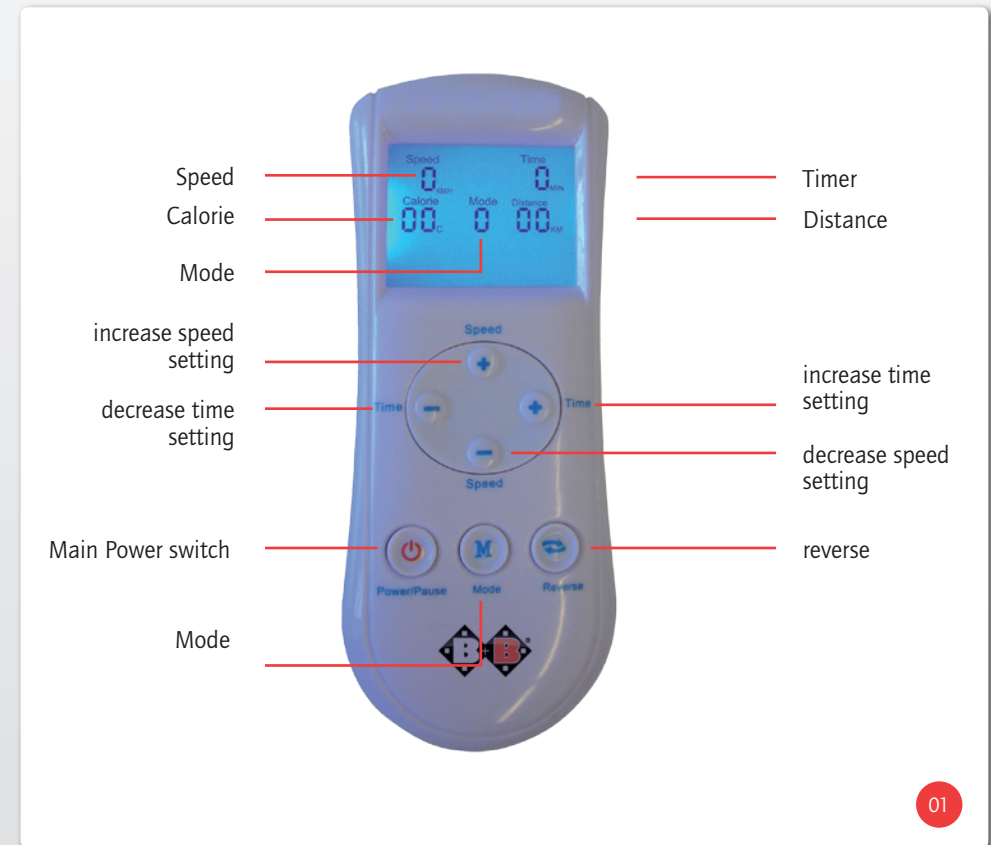 Speed
Calorie
Mode
increase speed
setting
decrease time
setting
Main Power switch
Mode
Speed Time
0 KMH 0 MIN
Calorie Mode Distance
00 C 0 00 KM
Speed
+
Time - + Time
-
Speed
M
Power/Pause Mode Reverse
B+B®
Timer
Distance
increase time
setting
decrease speed
setting
reverse
01